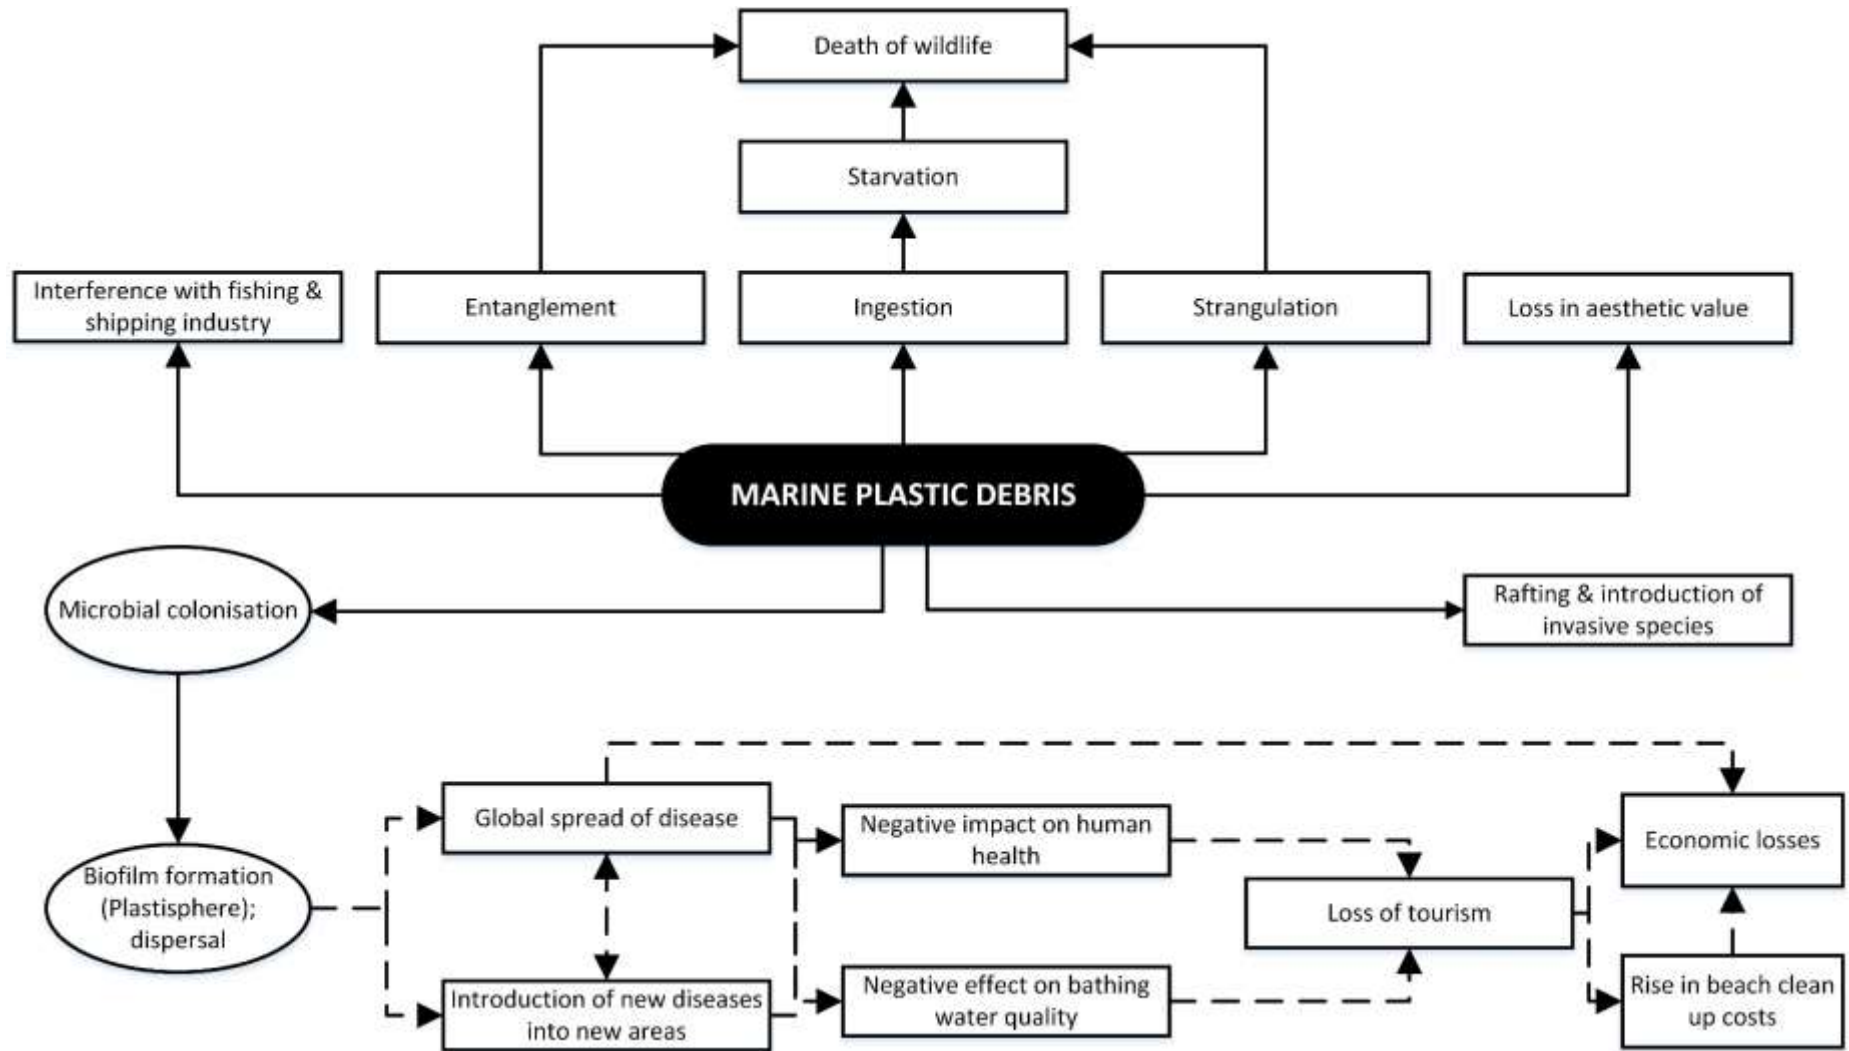 Death of wildlife
Starvation
Interference with fishing &
shipping industry
Entanglement
Ingestion
Strangulation
Loss in aesthetic value
MARINE PLASTIC DEBRIS
Microbial colonisation
Rafting & introduction of
invasive species
Biofilm formation
(Plastisphere);
dispersal
Global spread of disease
Introduction of new diseases
into new areas
Negative impact on human
health
Negative effect on bathing
water quality
Loss of tourism
Economic losses
Rise in beach clean
up costs